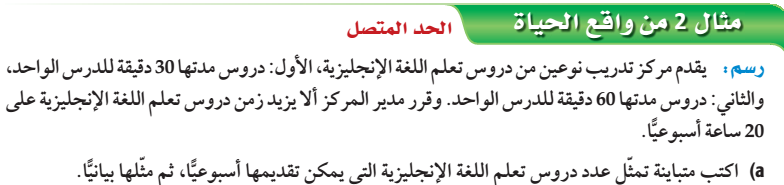 مثال 2 من واقع الحياة الحد المتصل
رسم: يقدم مركز تدريب نوعين من دروس تعلم اللغة الإنجليزية، الأول: دروس مدتها 30 دقيقة للدرس الواحد،
والثاني: دروس مدتها 60 دقيقة للدرس الواحد. وقرر مدير المركز ألا يزيد زمن دروس تعلم اللغة الإنجليزية على
20 ساعة أسبوعيًّا.
a) اكتب متباينة تمثّل عدد دروس تعلم اللغة الإنجليزية التي يمكن تقديمها أسبوعيًّا، ثم مثّلها بيانيًّا.